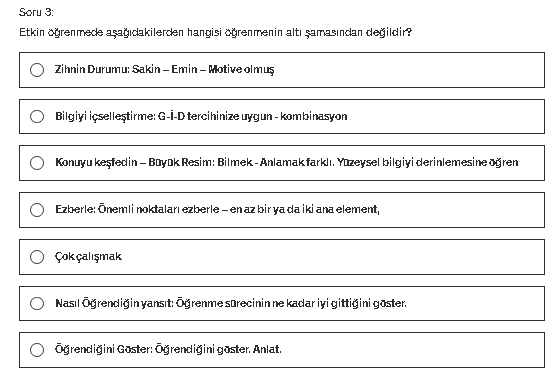 Soru 3:
Etkin öğrenmede aşağıdakilerden hangisi öğrenmenin altı şamasından değildir?
Zihnin Durumu: Sakin – Emin – Motive olmuş
Bilgiyi içselleştirme: G-İ-D tercihinize uygun - kombinasyon
Konuyu keşfedin – Büyük Resim: Bilmek - Anlamak farklı. Yüzeysel bilgiyi derinlemesine öğren
Ezberle: Önemli noktaları ezberle – en az bir ya da iki ana element,
Çok çalışmak
Nasıl Öğrendiğin yansıt: Öğrenme sürecinin ne kadar iyi gittiğini göster.
Öğrendiğini Göster: Öğrendiğini göster. Anlat.